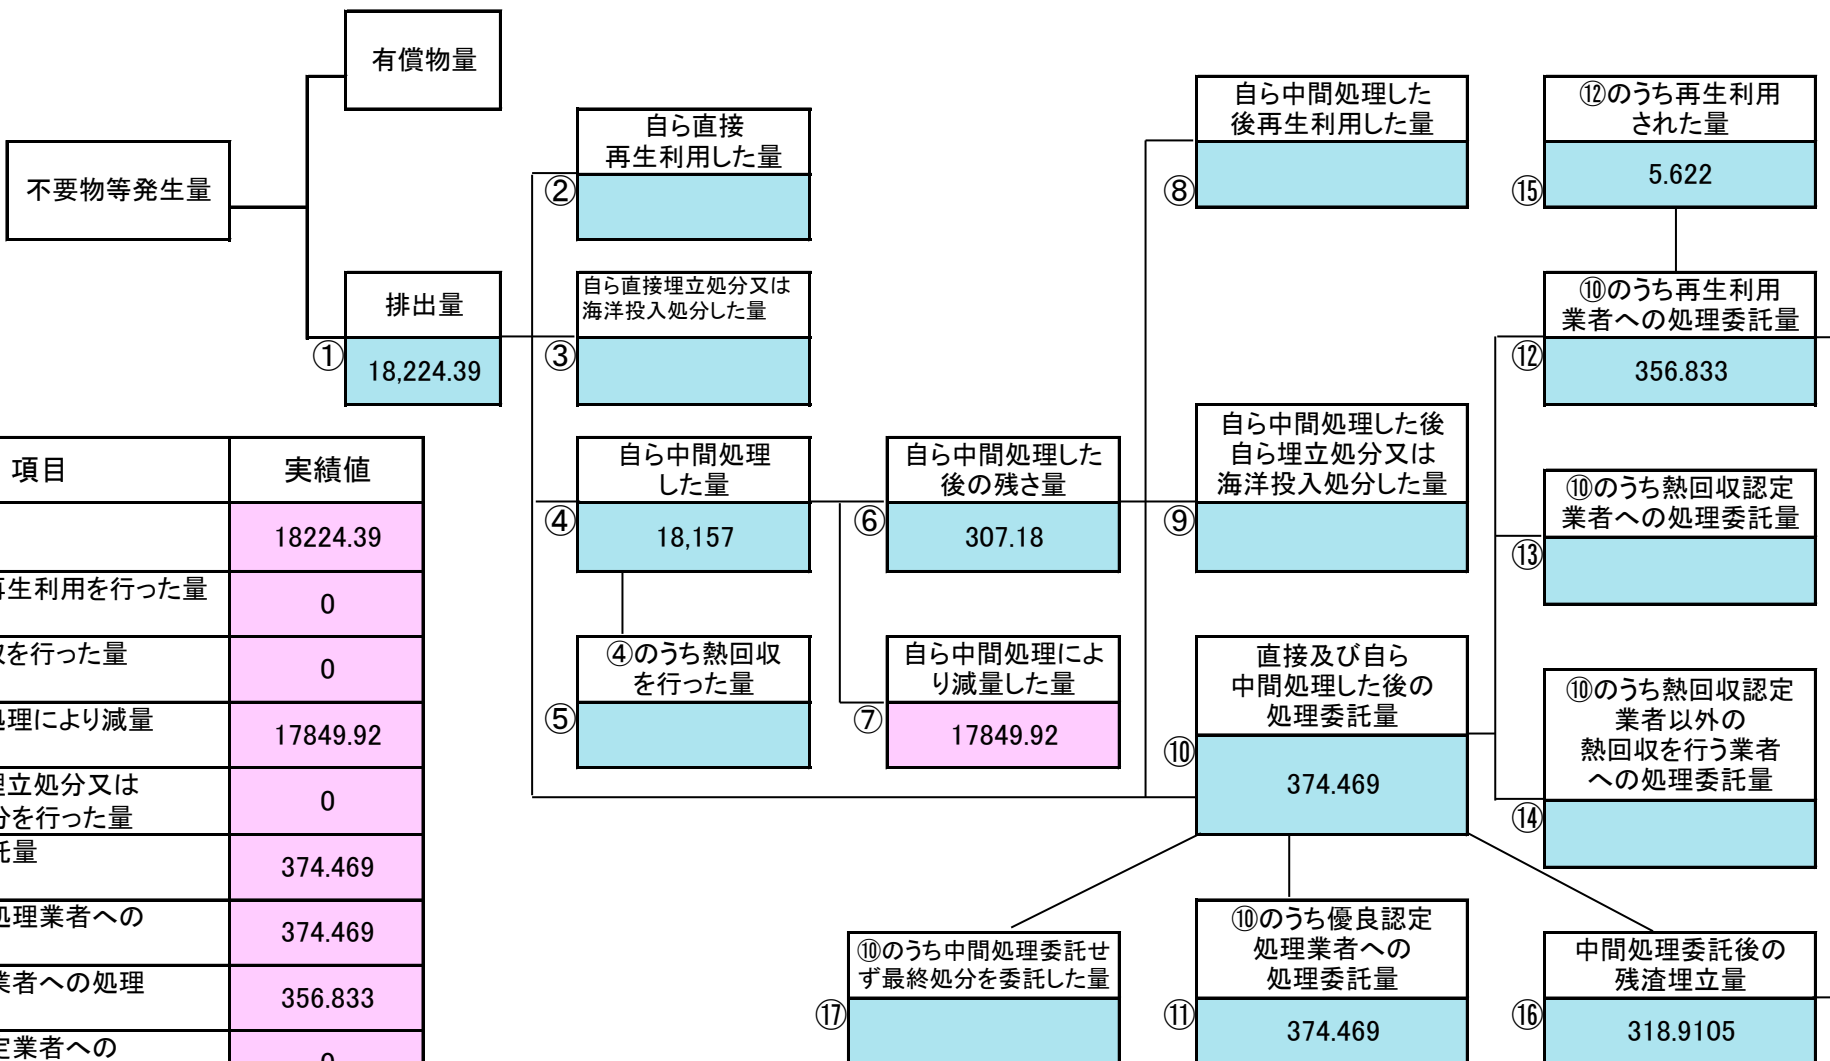 有償物量
不要物等発生量
排出量
①
18,224.39
自ら直接
再生利用した量
②
自ら直接埋立処分又は
海洋投入処分した量
③
自ら中間処理
した量
④
18,157
④のうち熱回収
を行った量
⑤
自ら中間処理した
後の残さ量
⑥
307.18
自ら中間処理によ
り減量した量
⑦
17849.92
自ら中間処理した
後再生利用した量
⑧
自ら中間処理した後
自ら埋立処分又は
海洋投入処分した量
⑨
直接及び自ら
中間処理した後の
処理委託量
⑩
374.469
⑫のうち再生利用
された量
⑮
5.622
⑩のうち再生利用
業者への処理委託量
⑫
356.833
⑩のうち熱回収認定
業者への処理委託量
⑬
⑩のうち熱回収認定
業者以外の
熱回収を行う業者
への処理委託量
⑭
⑩のうち中間処理委託せ
ず最終処分を委託した量
⑰
⑩のうち優良認定
処理業者への
処理委託量
⑪
374.469
中間処理委託後の
残渣埋立量
⑯
318.9105
項目 実績値
18224.39
再生利用を行った量
0
を行った量
0
処理により減量
17849.92
埋立処分又は
分を行った量
0
託量
374.469
処理業者への
374.469
業者への処理
356.833
定業者への
0